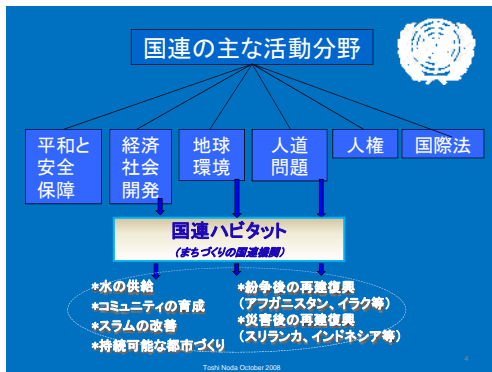 国連の主な活動分野
平和と
安全
保障
経済
社会
開発
地球
環境
人道
問題
人権
国際法
国連ハビタット
(まちづくりの国連機関)
*水の供給
*コミュニティの育成
*スラムの改善
*持続可能な都市づくり
*紛争後の再建復興
(アフガニスタン、イラク等)
*災害後の再建復興
(スリランカ、インドネシア等)
4
Toshi Noda October 2008